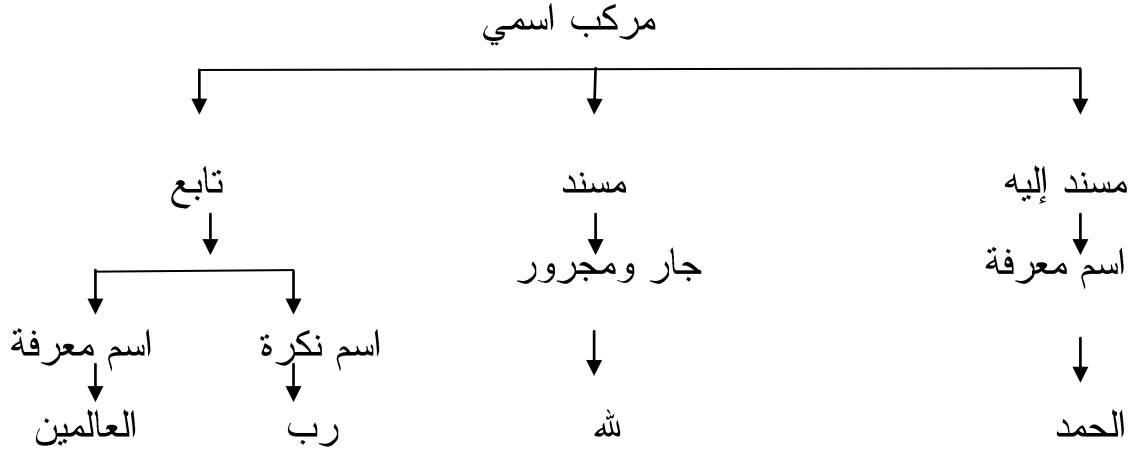 مركب اسمي
مسند إليه
مسند
تابع
اسم معرفة
جار ومجرور
اسم نكرة
اسم معرفة
الحمد
لله
رب
العالمين